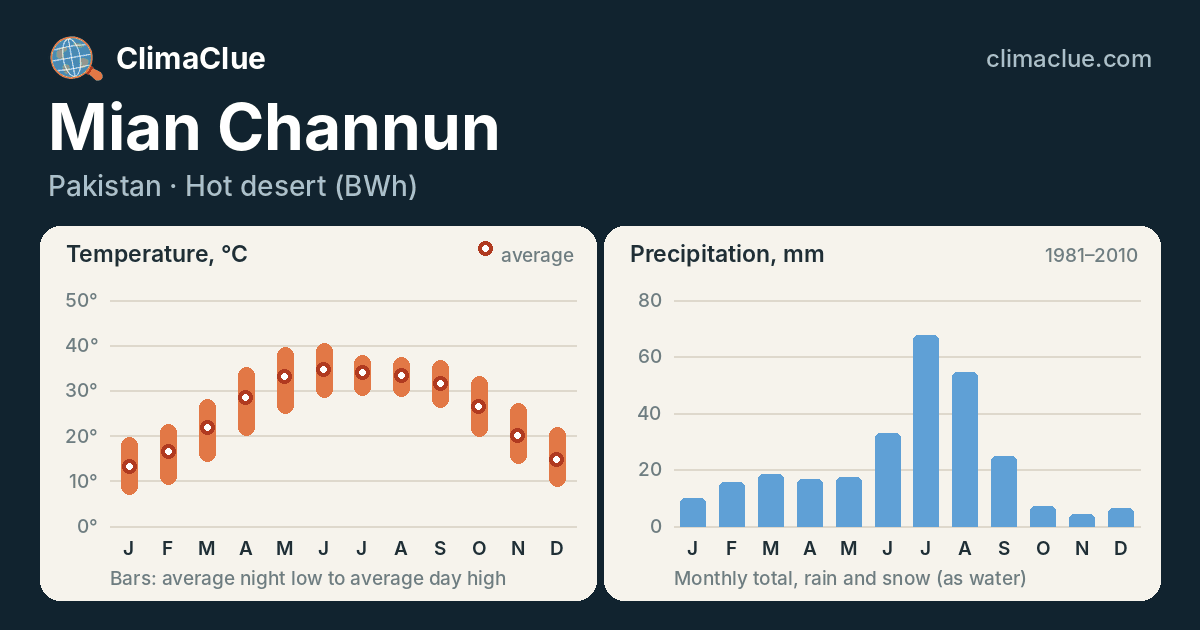 ClimaClue
climaclue.com
Mian Channun
Pakistan · Hot desert (BWh)
Temperature, °C
average
50°
40°
30°
20°
10°
0°
J F M A M J J A S O N D
Bars: average night low to average day high
Precipitation, mm
1981–2010
80
60
40
20
0
J F M A M J J A S O N D
Monthly total, rain and snow (as water)